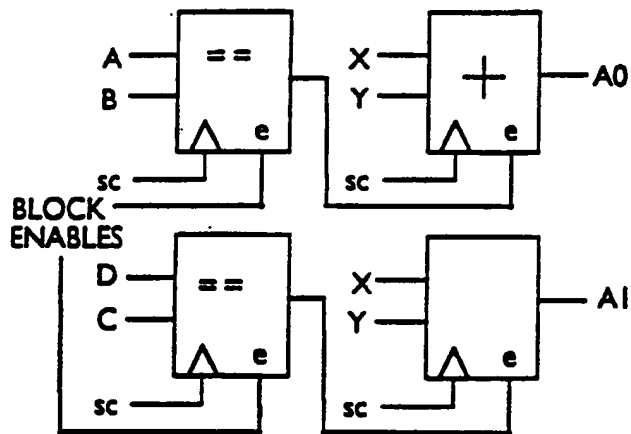 A
B
==
e
sc
X
Y
+
e
sc
A0
BLOCK
ENABLES
D
C
==
e
sc
X
Y
e
sc
A1